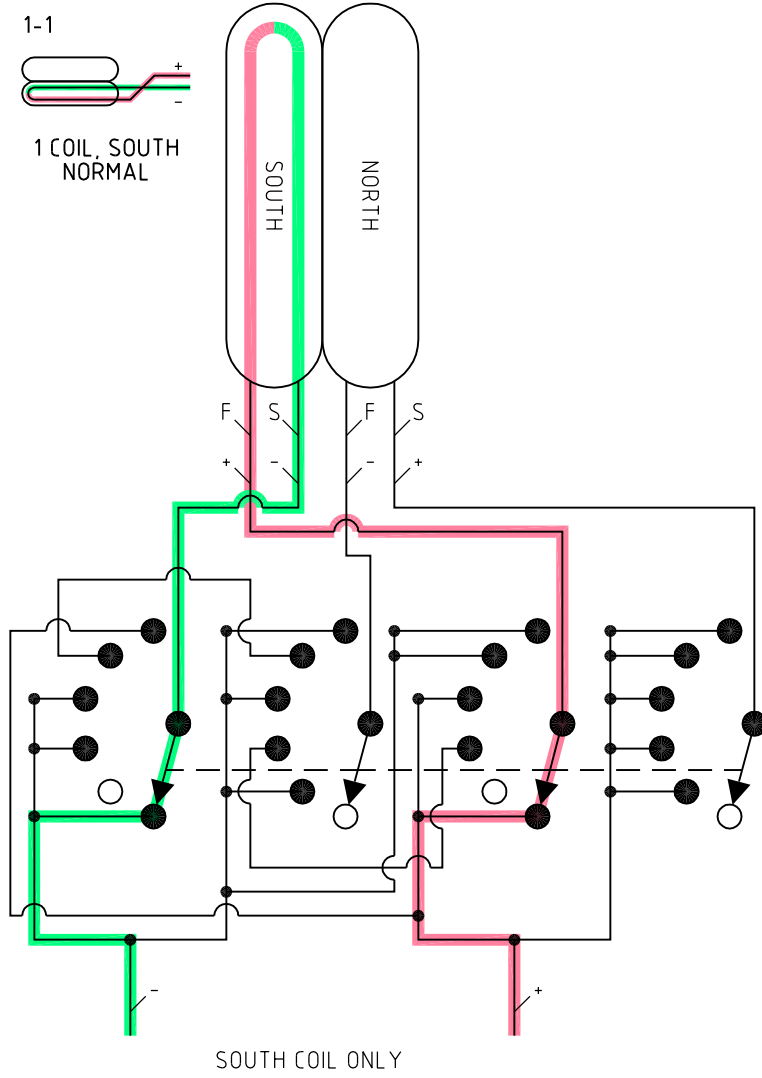 1-1
+
-
1 COIL, SOUTH
NORMAL
SOUTH
NORTH
F S F S
+ - - +
-
+
SOUTH COIL ONLY